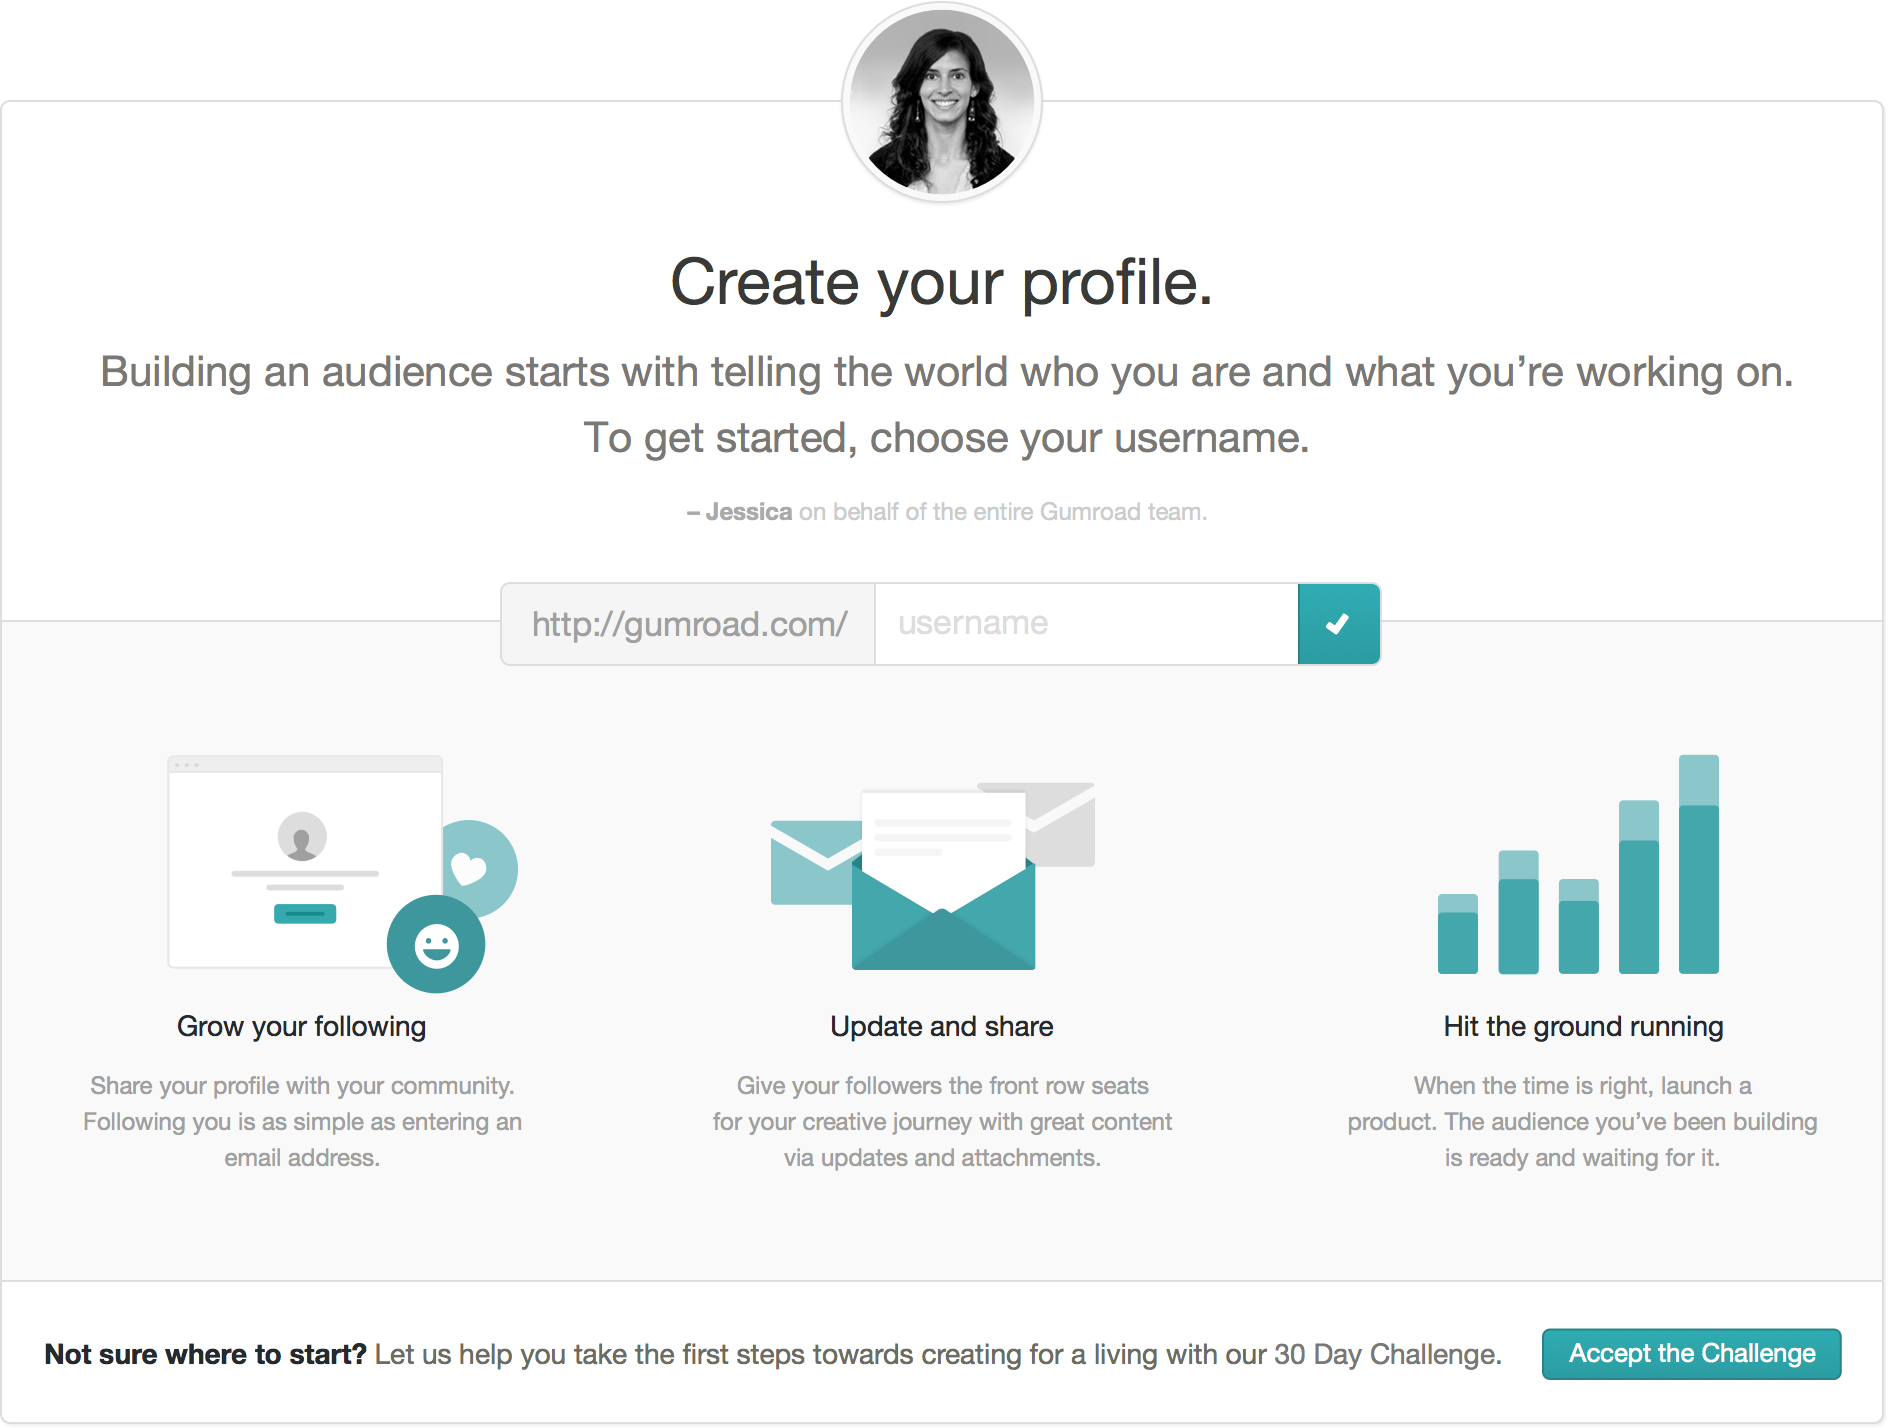 Create your profile.
Building an audience starts with telling the world who you are and what you’re working on.
To get started, choose your username.
– Jessica on behalf of the entire Gumroad team.
http://gumroad.com/ username
Grow your following
Share your profile with your community.
Following you is as simple as entering an
email address.
Update and share
Give your followers the front row seats
for your creative journey with great content
via updates and attachments.
Hit the ground running
When the time is right, launch a
product. The audience you’ve been building
is ready and waiting for it.
Not sure where to start? Let us help you take the first steps towards creating for a living with our 30 Day Challenge.
Accept the Challenge